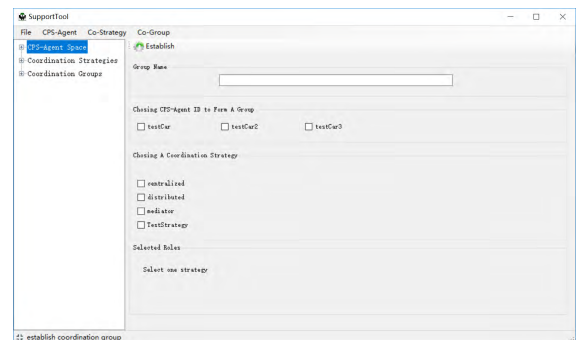 SupportTool
File CPS-Agent Co-Strategy Co-Group
CPS-Agent Space
Coordination Strategies
Coordination Groups
Establish
Group Name
Chosing CPS-Agent ID to Form A Group
testCar testCar2 testCar3
Chosing A Coordination Strategy
centralized
distributed
mediator
TestStrategy
Selected Roles
Select one strategy
establish coordination group